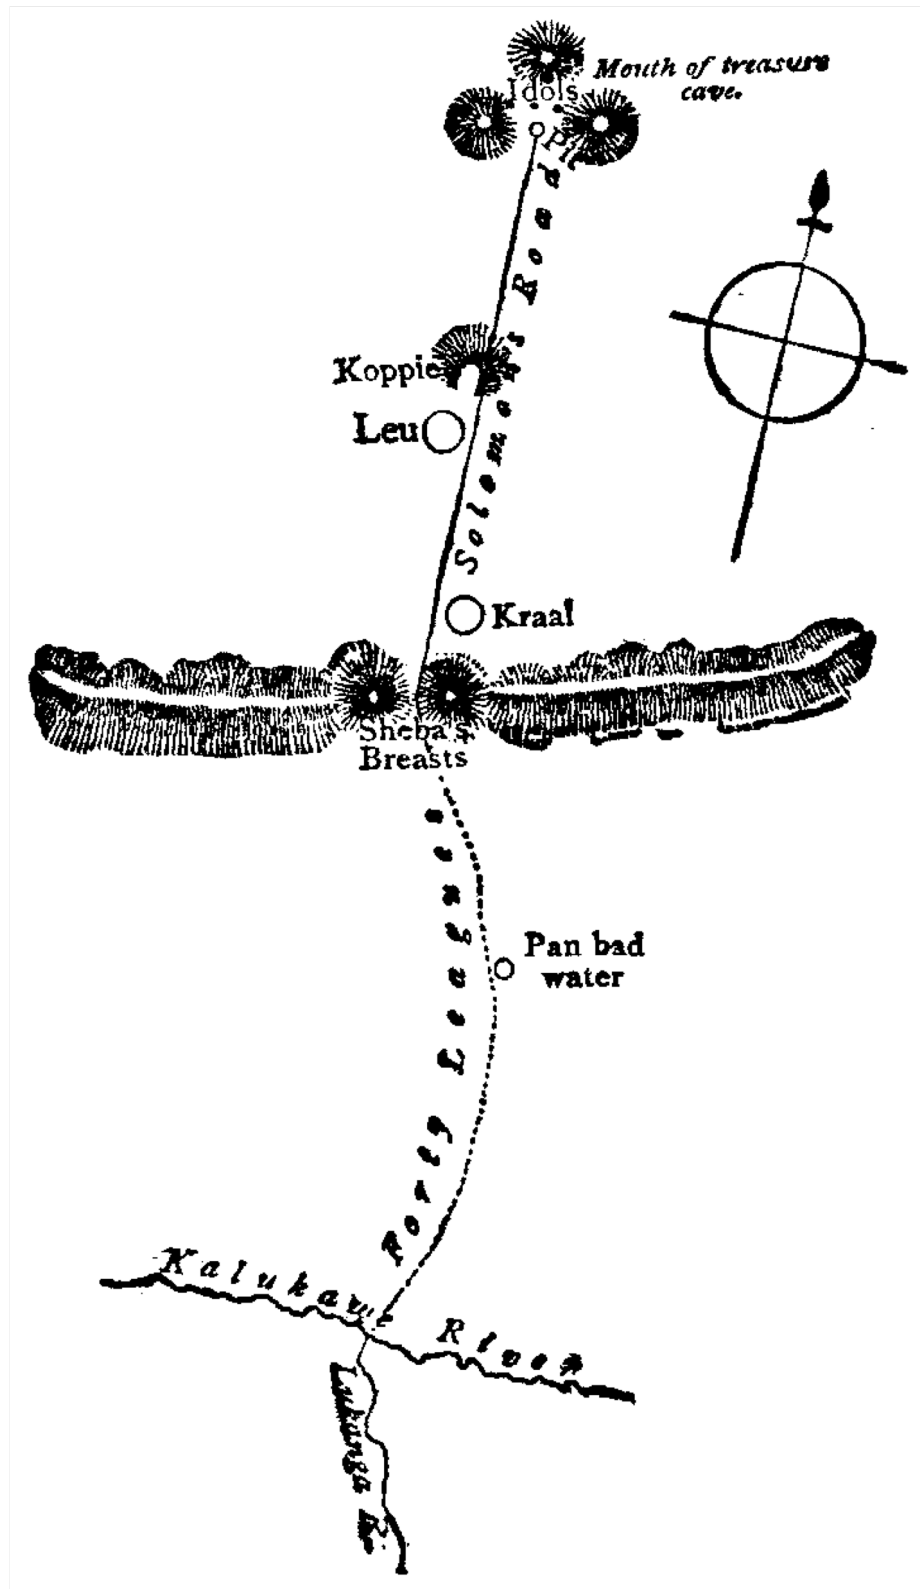 Mouth of treasure
cave.
Idols
Pit
Koppie
Leu
Solomon's Road
Kraal
Sheba's
Breasts
Forty Leagues
Pan bad
water
Kalukawe River
Lukanga R.